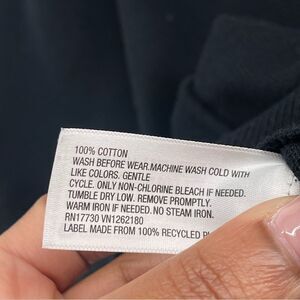 100% COTTON
WASH BEFORE WEAR.MACHINE WASH COLD WITH
LIKE COLORS. GENTLE
CYCLE. ONLY NON-CHLORINE BLEACH IF NEEDED.
TUMBLE DRY LOW. REMOVE PROMPTLY.
WARM IRON IF NEEDED. NO STEAM IRON.
RN17730 VN1262180
LABEL MADE FROM 100% RECYCLED